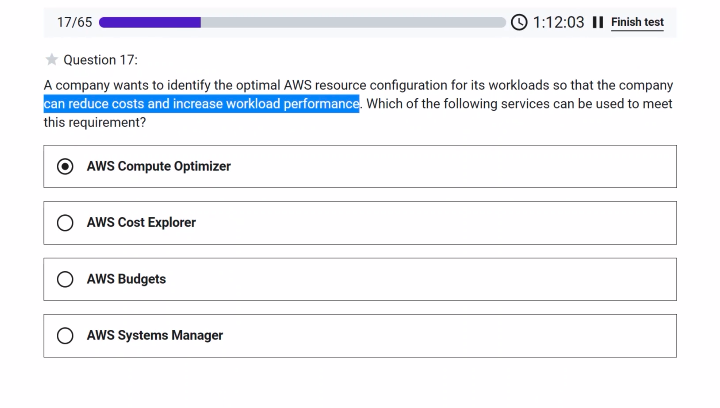 17/65 1:12:03 Finish test
Question 17:
A company wants to identify the optimal AWS resource configuration for its workloads so that the company
can reduce costs and increase workload performance. Which of the following services can be used to meet
this requirement?
AWS Compute Optimizer
AWS Cost Explorer
AWS Budgets
AWS Systems Manager